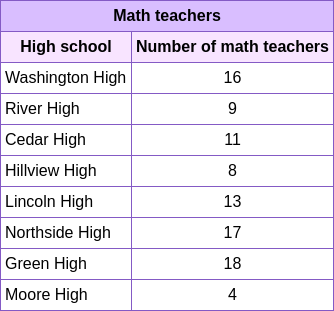 Math teachers
High school Number of math teachers
Washington High 16
River High 9
Cedar High 11
Hillview High 8
Lincoln High 13
Northside High 17
Green High 18
Moore High 4